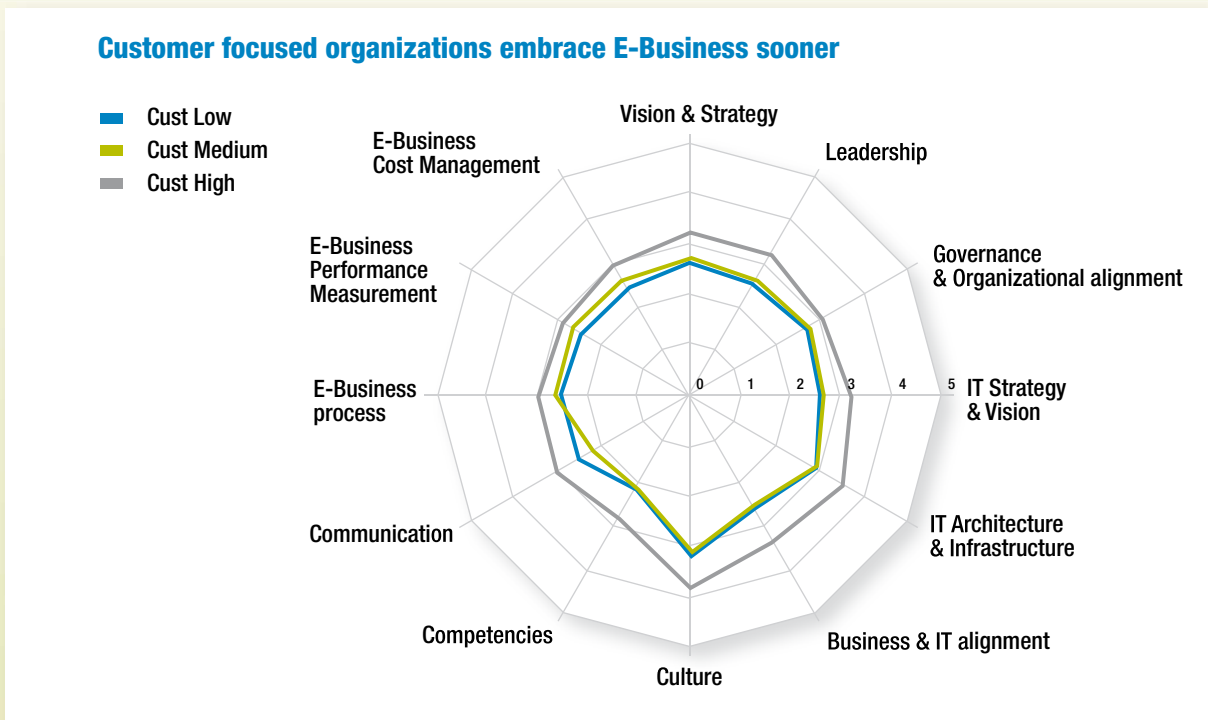 Customer focused organizations embrace E-Business sooner
Cust Low
Cust Medium
Cust High
Vision & Strategy
Leadership
Governance
& Organizational alignment
IT Strategy
& Vision
IT Architecture
& Infrastructure
Business & IT alignment
Culture
Competencies
Communication
E-Business
process
E-Business
Performance
Measurement
E-Business
Cost Management
0 1 2 3 4 5